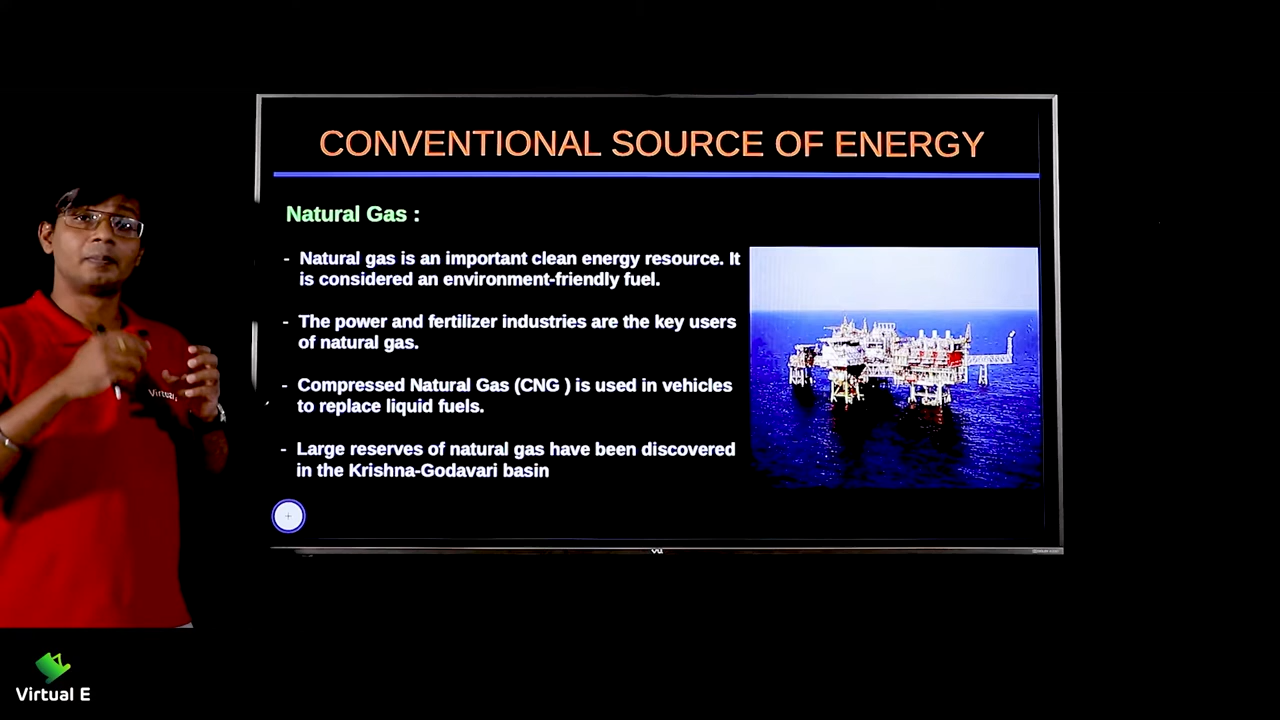 CONVENTIONAL SOURCE OF ENERGY
Natural Gas :
- Natural gas is an important clean energy resource. It
is considered an environment-friendly fuel.
- The power and fertilizer industries are the key users
of natural gas.
- Compressed Natural Gas (CNG ) is used in vehicles
to replace liquid fuels.
- Large reserves of natural gas have been discovered
in the Krishna-Godavari basin
Virtual
vu
Virtual E